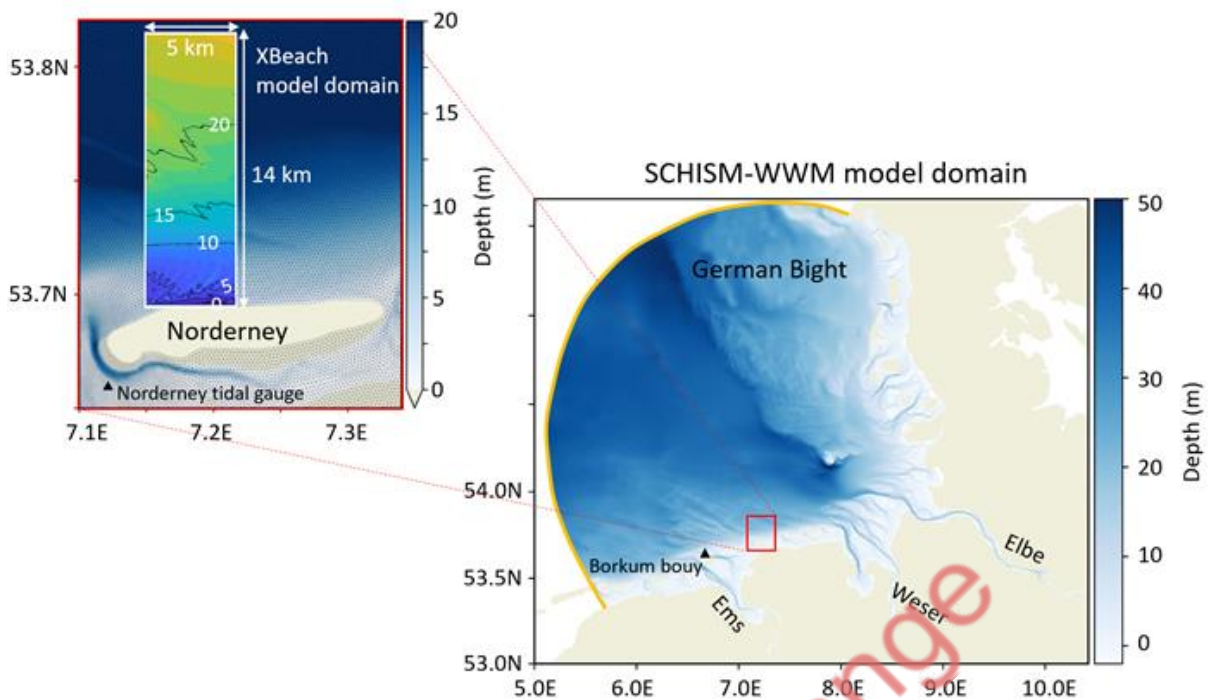 5 km
XBeach
model domain
20
15
10
5
0
14 km
Norderney
Norderney tidal gauge
53.8N
53.7N
7.1E
7.2E
7.3E
20
15
10
5
0
Depth (m)
SCHISM-WWM model domain
German Bight
Borkum bouy
Ems
Weser
Elbe
54.0N
53.5N
53.0N
5.0E
6.0E
7.0E
8.0E
9.0E
10.0E
50
40
30
20
10
0
Depth (m)
nge